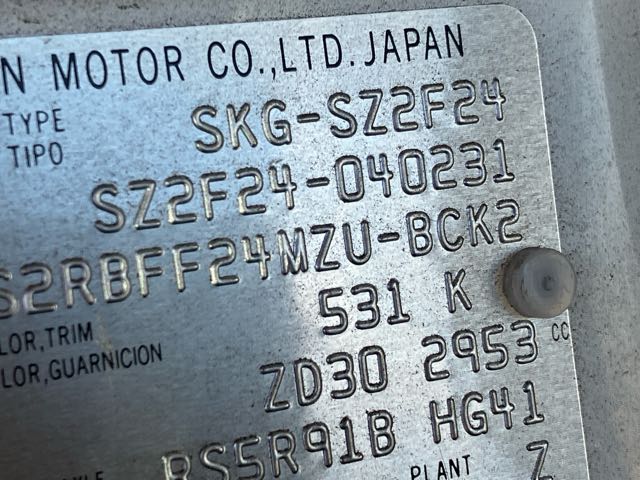 N MOTOR CO.,LTD.JAPAN
TYPE SKG-SZ2F24
TIPO
SZ2F24-040231
S2RBFF24MZU-BCK2
531 K
LOR,TRIM
LOR,GUARNICION
ZD30 2953 CC
RS5R91B HG41
PLANT Z